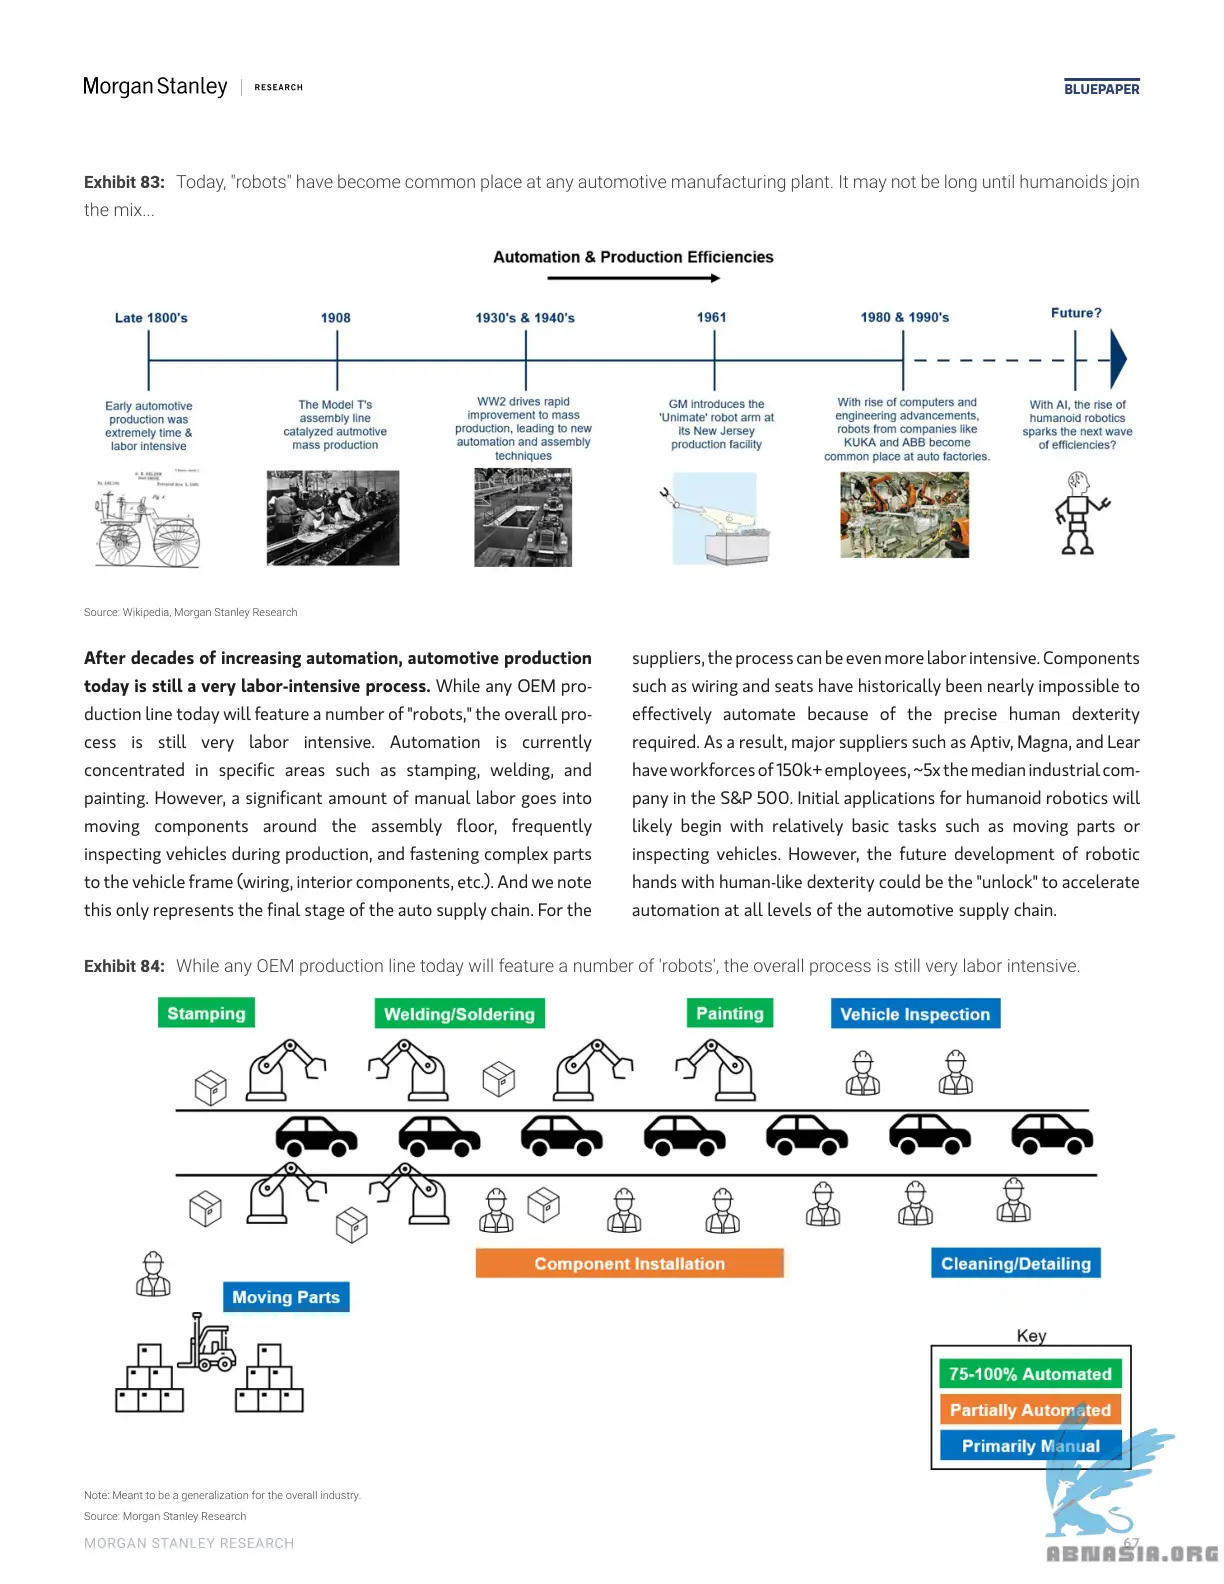 Morgan Stanley | RESEARCH
BLUEPAPER
Exhibit 83: Today, "robots" have become common place at any automotive manufacturing plant. It may not be long until humanoids join
the mix...
Automation & Production Efficiencies
Late 1800's
1908
1930's & 1940's
1961
1980 & 1990's
Future?
Early automotive
production was
extremely time &
labor intensive
The Model T's
assembly line
catalyzed autmotive
mass production
WW2 drives rapid
improvement to mass
production, leading to new
automation and assembly
techniques
GM introduces the
'Unimate' robot arm at
its New Jersey
production facility
With rise of computers and
engineering advancements,
robots from companies like
KUKA and ABB become
common place at auto factories.
With AI, the rise of
humanoid robotics
sparks the next wave
of efficiencies?
Source: Wikipedia, Morgan Stanley Research
After decades of increasing automation, automotive production
today is still a very labor-intensive process. While any OEM pro-
duction line today will feature a number of "robots," the overall pro-
cess is still very labor intensive. Automation is currently
concentrated in specific areas such as stamping, welding, and
painting. However, a significant amount of manual labor goes into
moving components around the assembly floor, frequently
inspecting vehicles during production, and fastening complex parts
to the vehicle frame (wiring, interior components, etc.). And we note
this only represents the final stage of the auto supply chain. For the
suppliers, the process can be even more labor intensive. Components
such as wiring and seats have historically been nearly impossible to
effectively automate because of the precise human dexterity
required. As a result, major suppliers such as Aptiv, Magna, and Lear
have workforces of 150k+ employees, ~5x the median industrial com-
pany in the S&P 500. Initial applications for humanoid robotics will
likely begin with relatively basic tasks such as moving parts or
inspecting vehicles. However, the future development of robotic
hands with human-like dexterity could be the "unlock" to accelerate
automation at all levels of the automotive supply chain.
Exhibit 84: While any OEM production line today will feature a number of 'robots', the overall process is still very labor intensive.
Stamping
Welding/Soldering
Painting
Vehicle Inspection
Component Installation
Cleaning/Detailing
Moving Parts
Key
75-100% Automated
Partially Automated
Primarily Manual
Note: Meant to be a generalization for the overall industry.
Source: Morgan Stanley Research
MORGAN STANLEY RESEARCH
67
ABNASIA.ORG